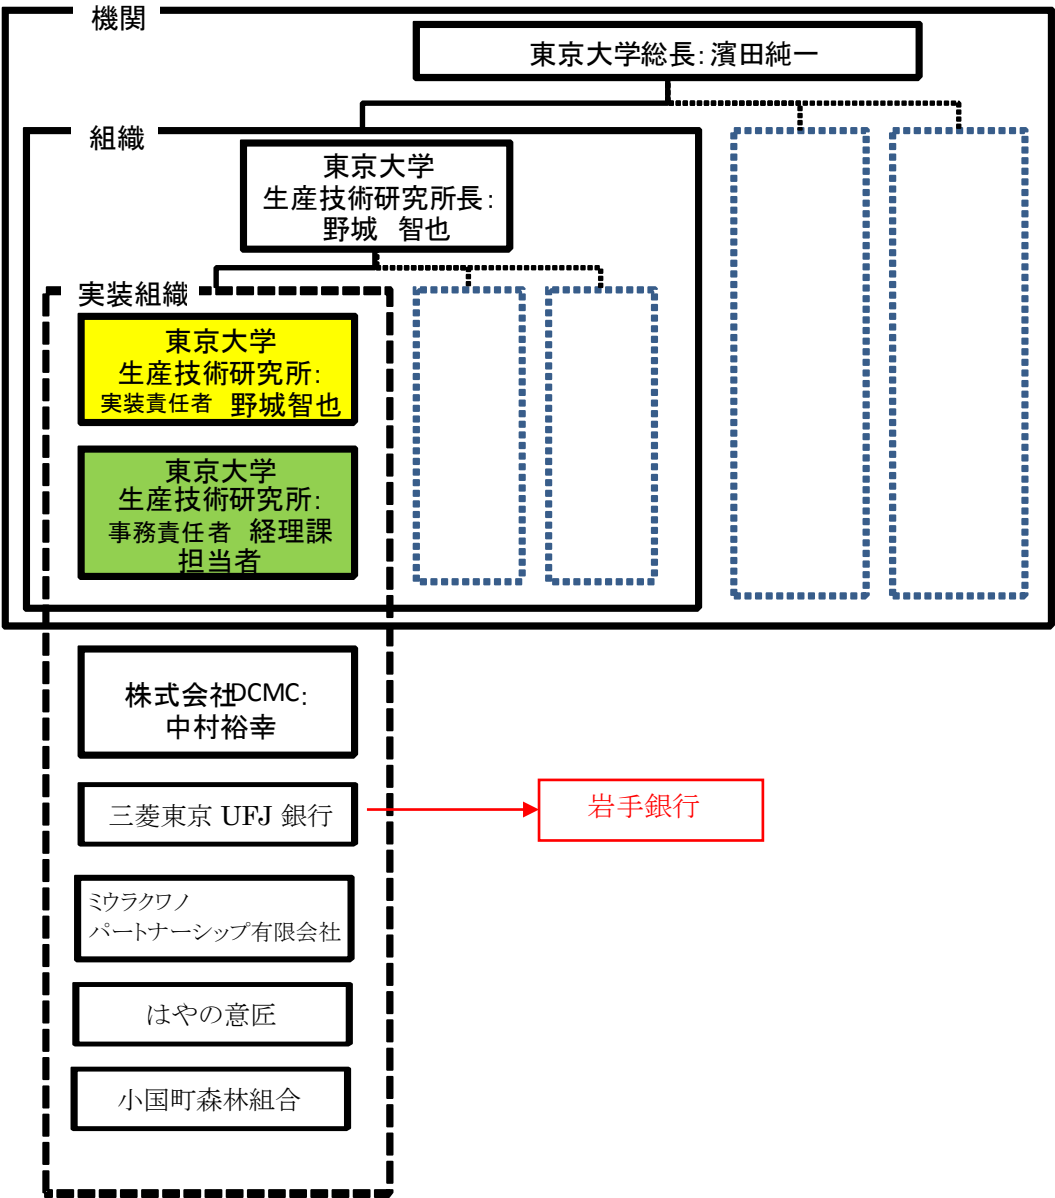 機関
東京大学総長：濱田純一
組織
東京大学
生産技術研究所長：
野城　智也
実装組織
東京大学
生産技術研究所：
実装責任者　野城智也
東京大学
生産技術研究所：
事務責任者　経理課
担当者
株式会社DCMC：
中村裕幸
三菱東京 UFJ 銀行
岩手銀行
ミウラクワノ
パートナーシップ有限会社
はやの意匠
小国町森林組合